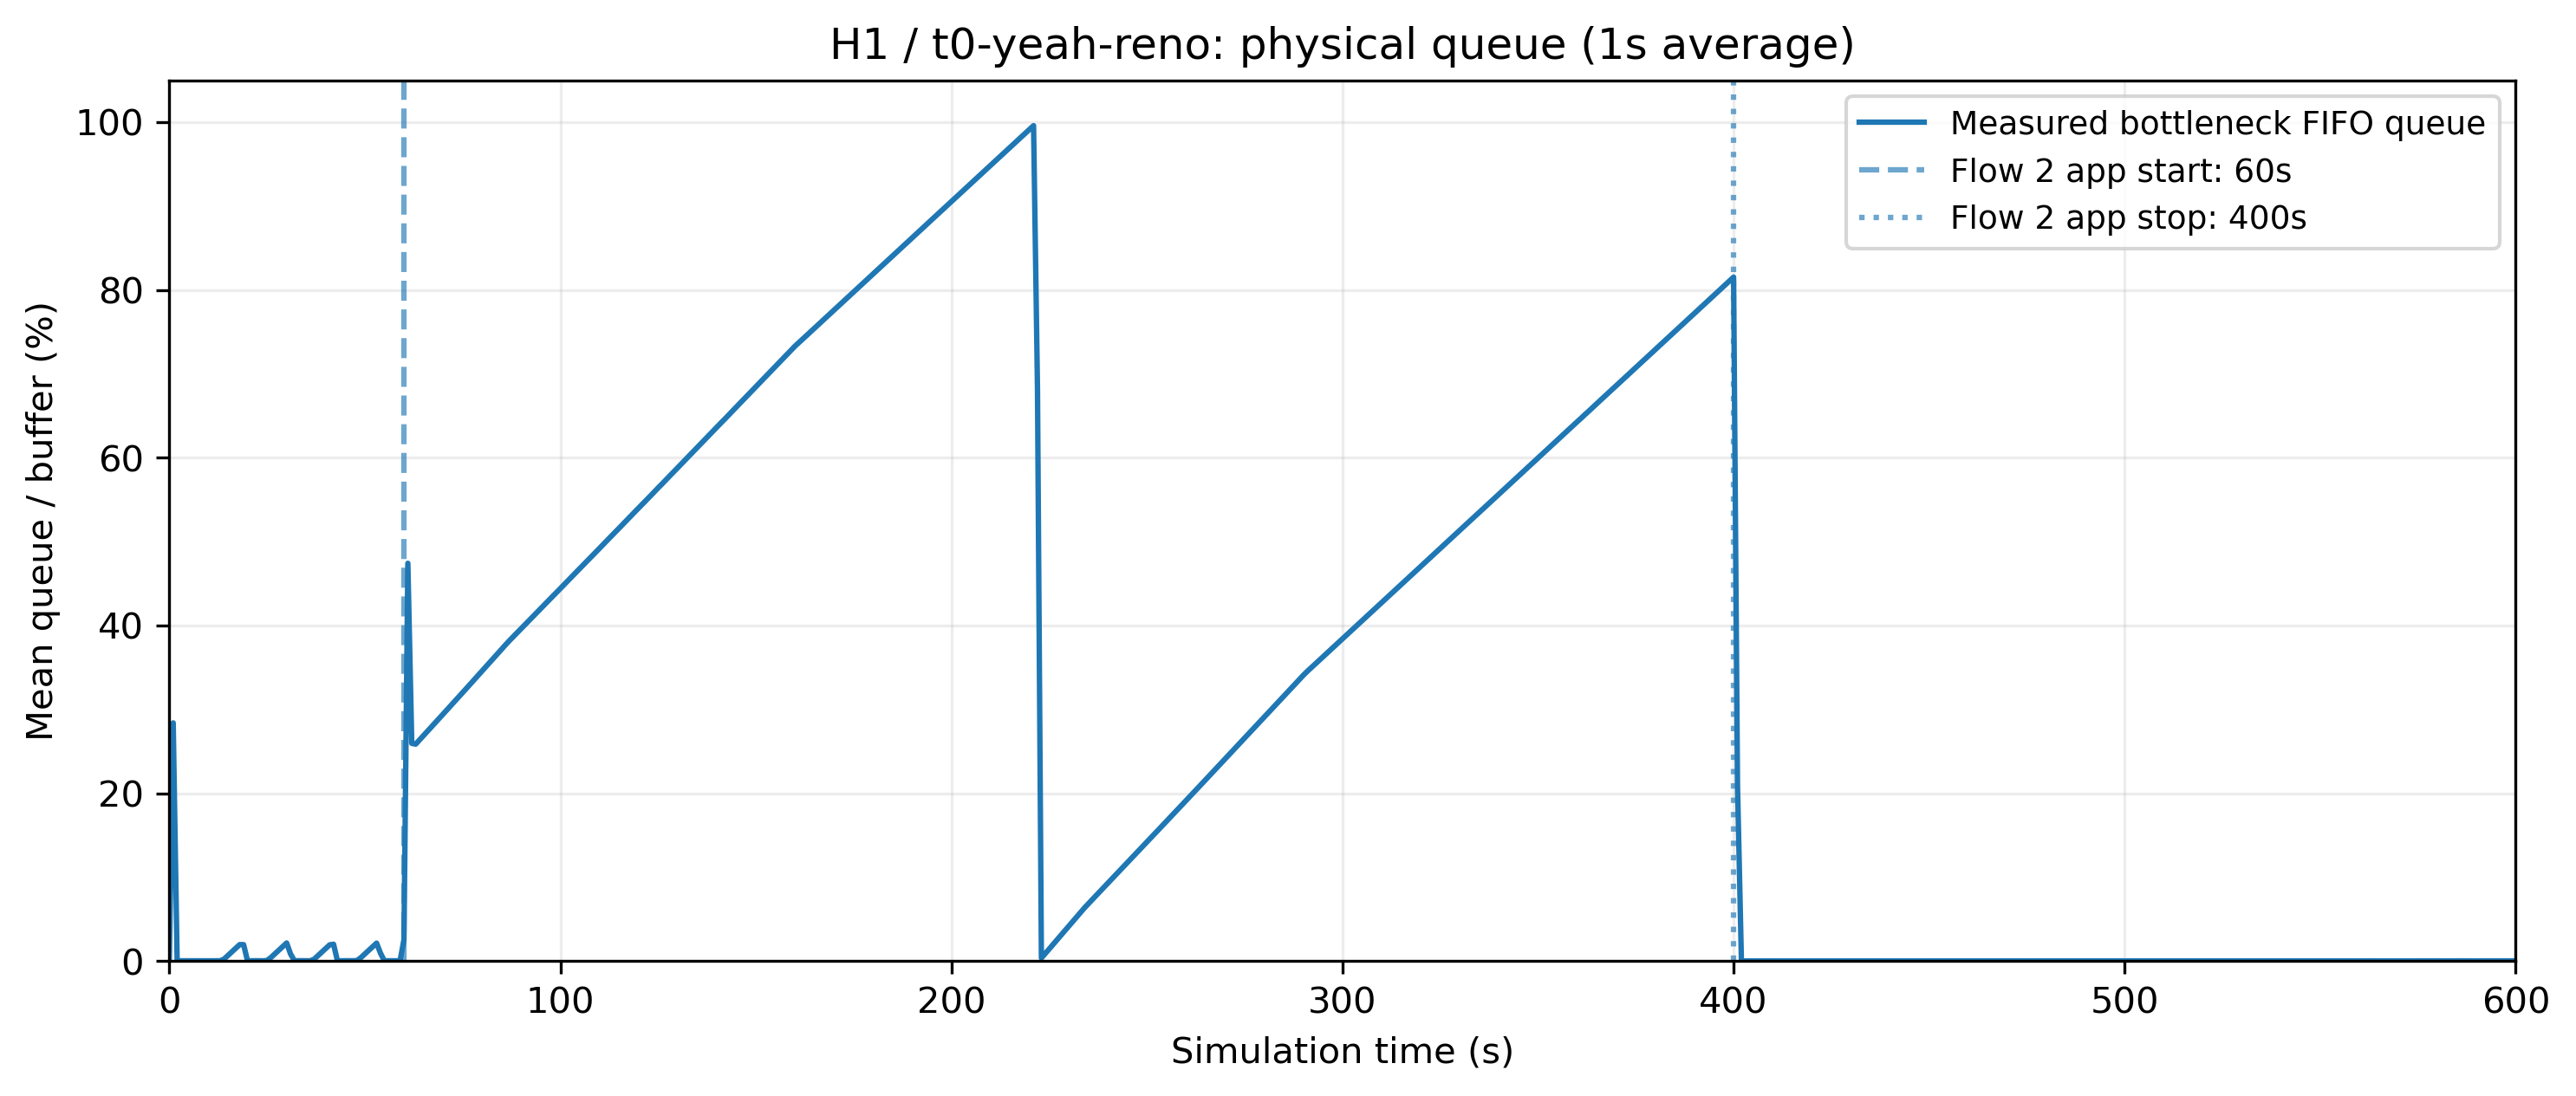 H1 / t0-yeah-reno: physical queue (1s average)
Measured bottleneck FIFO queue
Flow 2 app start: 60s
Flow 2 app stop: 400s
Mean queue / buffer (%)
100
80
60
40
20
0
0 100 200 300 400 500 600
Simulation time (s)